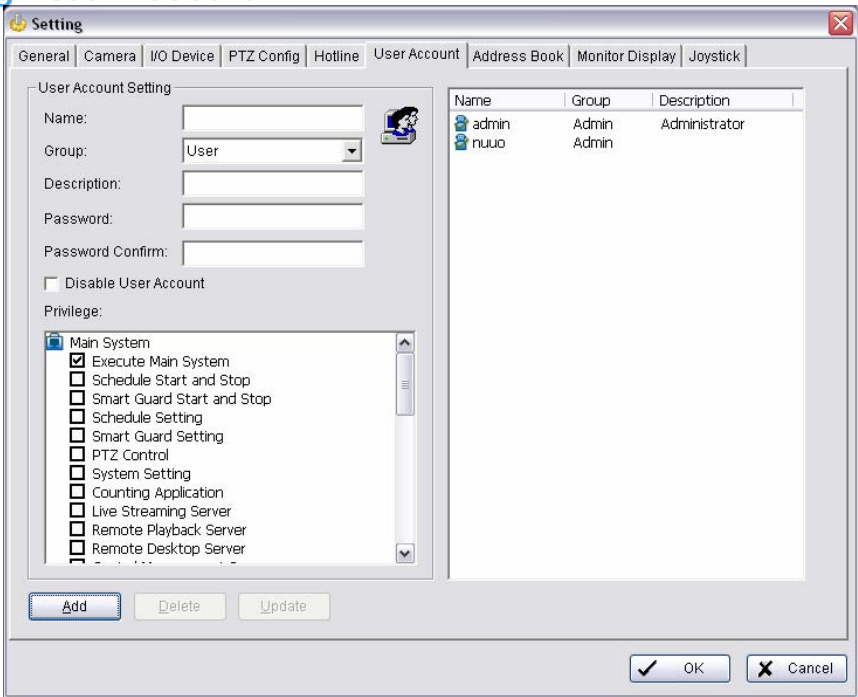 Setting
General Camera I/O Device PTZ Config Hotline User Account Address Book Monitor Display Joystick
User Account Setting
Name:
Group: User
Description:
Password:
Password Confirm:
Disable User Account
Privilege:
Main System
Execute Main System
Schedule Start and Stop
Smart Guard Start and Stop
Schedule Setting
Smart Guard Setting
PTZ Control
System Setting
Counting Application
Live Streaming Server
Remote Playback Server
Remote Desktop Server
Name Group Description
admin Admin Administrator
nuuo Admin
Add Delete Update
OK Cancel